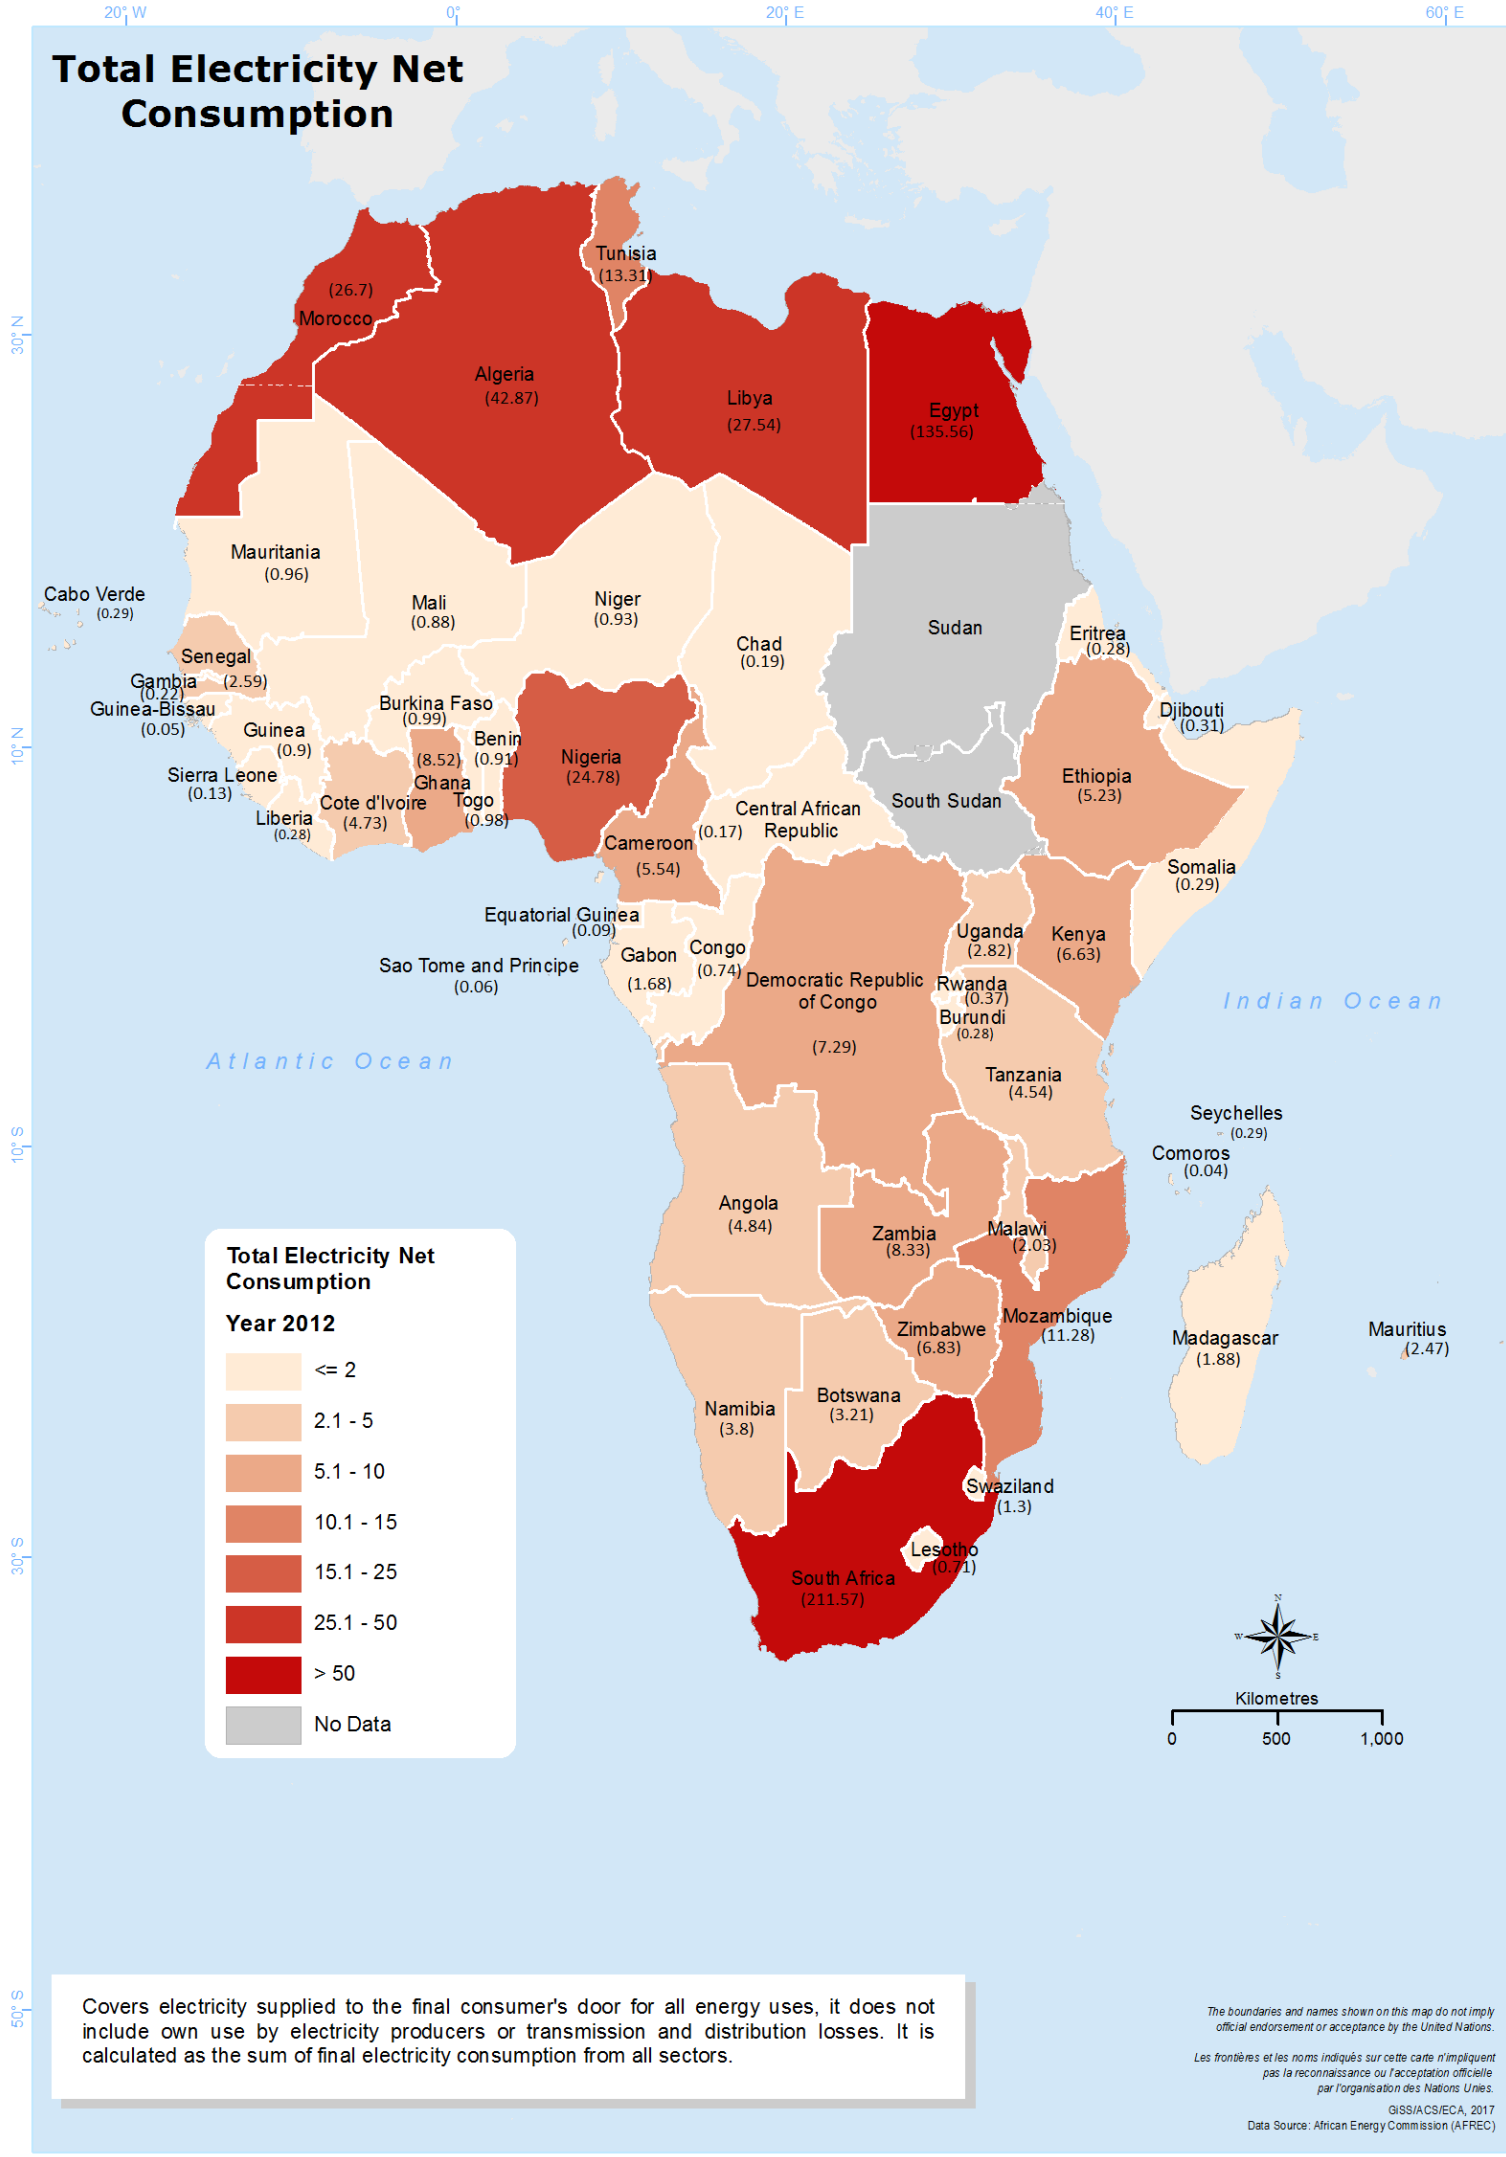 20° W
0°
20° E
40° E
60° E
Total Electricity Net
Consumption
30° N
10° N
10° S
30° S
50° S
Tunisia
(13.31)
(26.7)
Morocco
Algeria
(42.87)
Libya
(27.54)
Egypt
(135.56)
Mauritania
(0.96)
Cabo Verde
(0.29)
Mali
(0.88)
Niger
(0.93)
Chad
(0.19)
Sudan
Eritrea
(0.28)
Senegal
(2.59)
Gambia
(0.22)
Guinea-Bissau
(0.05)
Burkina Faso
(0.99)
Guinea
(0.9)
Benin
(0.91)
Djibouti
(0.31)
Nigeria
(24.78)
(8.52)
Ghana
Sierra Leone
(0.13)
Cote d'Ivoire
(4.73)
Togo
(0.98)
Liberia
(0.28)
Ethiopia
(5.23)
South Sudan
Central African
Republic
(0.17)
Cameroon
(5.54)
Somalia
(0.29)
Equatorial Guinea
(0.09)
Uganda
(2.82)
Kenya
(6.63)
Gabon
(1.68)
Congo
(0.74)
Sao Tome and Principe
(0.06)
Democratic Republic
of Congo
(7.29)
Rwanda
(0.37)
Burundi
(0.28)
Indian Ocean
Atlantic Ocean
Tanzania
(4.54)
Seychelles
(0.29)
Comoros
(0.04)
Angola
(4.84)
Zambia
(8.33)
Malawi
(2.03)
Mozambique
(11.28)
Zimbabwe
(6.83)
Madagascar
(1.88)
Mauritius
(2.47)
Namibia
(3.8)
Botswana
(3.21)
Swaziland
(1.3)
Lesotho
(0.71)
South Africa
(211.57)
Total Electricity Net
Consumption
Year 2012
<= 2
2.1 - 5
5.1 - 10
10.1 - 15
15.1 - 25
25.1 - 50
> 50
No Data
N
W
E
S
Kilometres
0 500 1,000
Covers electricity supplied to the final consumer's door for all energy uses, it does not
include own use by electricity producers or transmission and distribution losses. It is
calculated as the sum of final electricity consumption from all sectors.
The boundaries and names shown on this map do not imply
official endorsement or acceptance by the United Nations.
Les frontières et les noms indiqués sur cette carte n'impliquent
pas la reconnaissance ou l'acceptation officielle
par l'organisation des Nations Unies.
GiSS/ACS/ECA, 2017
Data Source: African Energy Commission (AFREC)